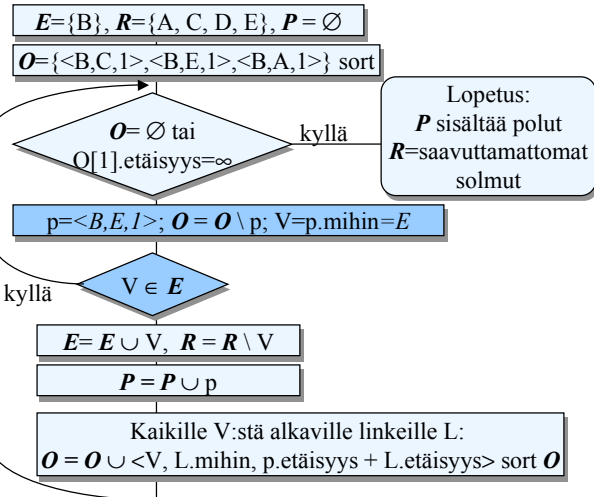 E={B}, R={A, C, D, E}, P = ∅
O={<B,C,1>,<B,E,1>,<B,A,1>} sort
O= ∅ tai
O[1].etäisyys=∞
kyllä
Lopetus:
P sisältää polut
R=saavuttamattomat
solmut
p=<B,E,1>; O = O \ p; V=p.mihin=E
V ∈ E
kyllä
E= E ∪ V, R = R \ V
P = P ∪ p
Kaikille V:stä alkaville linkeille L:
O = O ∪ <V, L.mihin, p.etäisyys + L.etäisyys> sort O